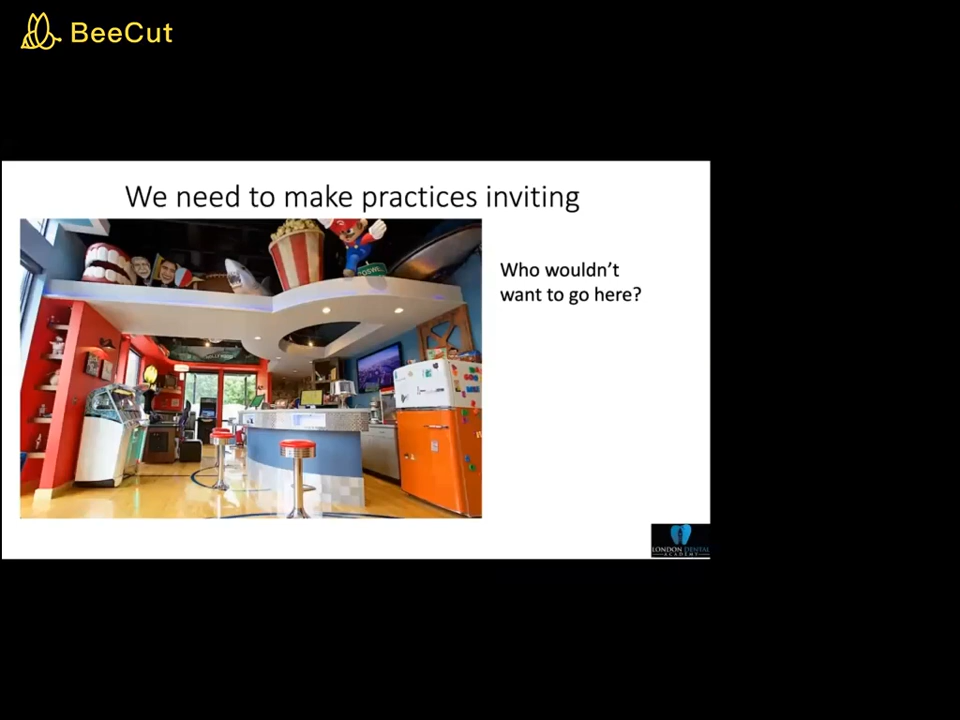 BeeCut
We need to make practices inviting
Who wouldn't
want to go here?
LONDON DENTAL
ACADEMY